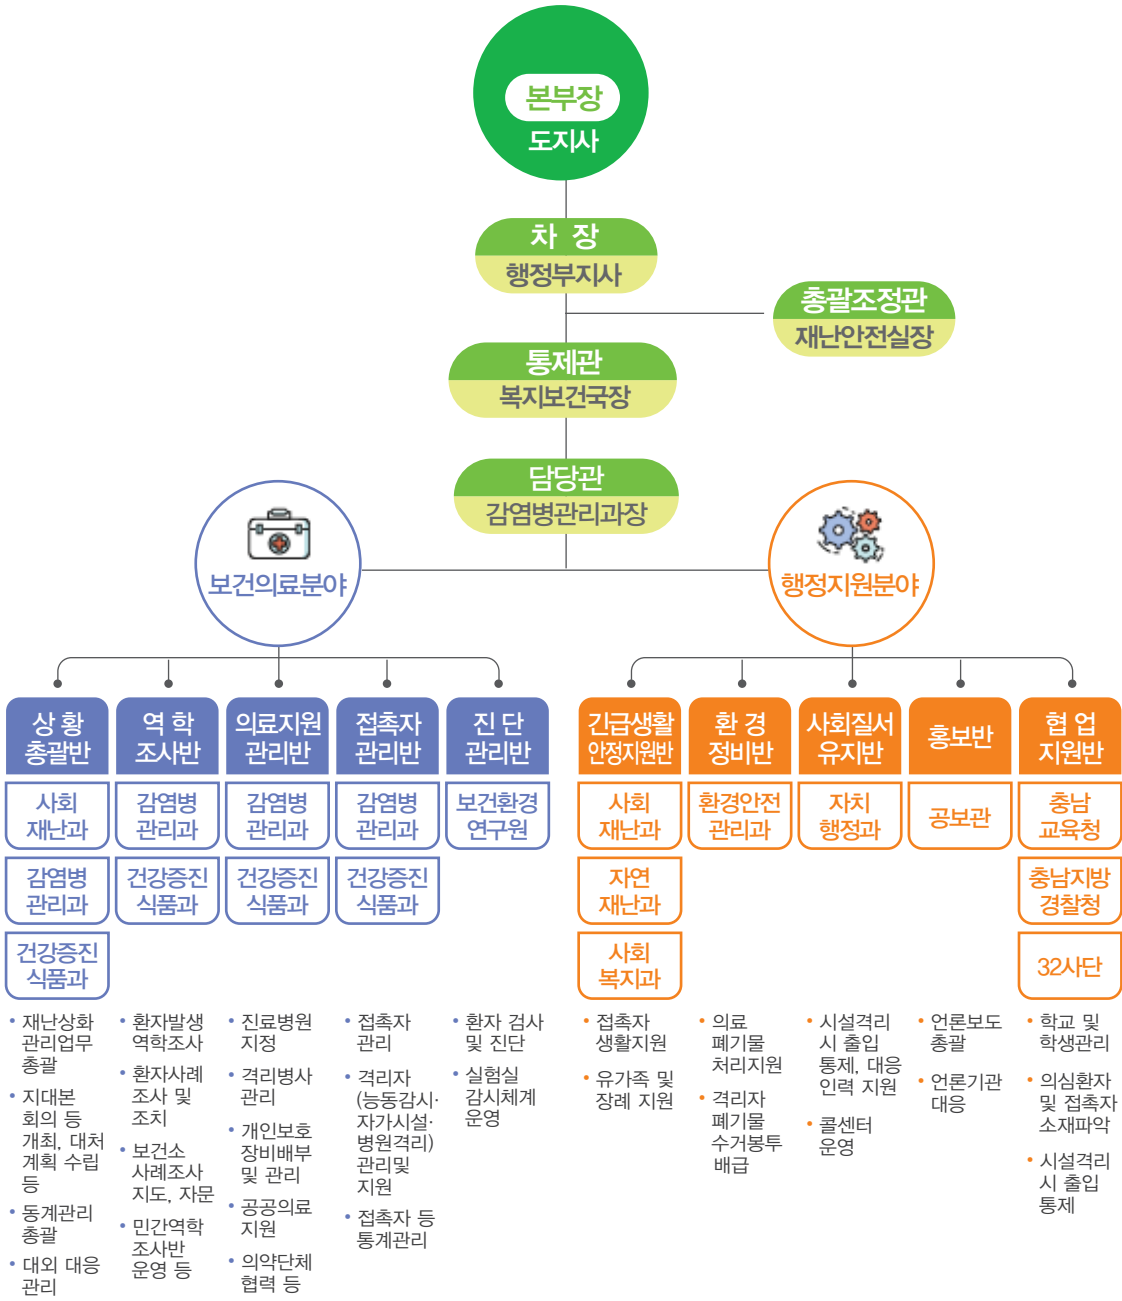 본부장
도지사
차 장
행정부지사
총괄조정관
재난안전실장
통제관
복지보건국장
담당관
감염병관리과장
보건의료분야
행정지원분야
상 황
총괄반
사회
재난과
감염병
관리과
건강증진
식품과
• 재난상화
관리업무
총괄
• 지대본
회의 등
개최, 대처
계획 수립
등
• 동계관리
총괄
• 대외 대응
관리
역 학
조사반
감염병
관리과
건강증진
식품과
• 환자발생
역학조사
• 환자사례
조사 및
조치
• 보건소
사례조사
지도, 자문
• 민간역학
조사반
운영 등
의료지원
관리반
감염병
관리과
건강증진
식품과
• 진료병원
지정
• 격리병사
관리
• 개인보호
장비배부
및 관리
• 공공의료
지원
• 의약단체
협력 등
접촉자
관리반
감염병
관리과
건강증진
식품과
• 접촉자
관리
• 격리자
(능동감시·
자가시설·
병원격리)
관리및
지원
• 접촉자 등
통계관리
진 단
관리반
보건환경
연구원
• 환자 검사
및 진단
• 실험실
감시체계
운영
긴급생활
안정지원반
사회
재난과
자연
재난과
사회
복지과
• 접촉자
생활지원
• 유가족 및
장례 지원
환 경
정비반
환경안전
관리과
• 의료
폐기물
처리지원
• 격리자
폐기물
수거봉투
배급
사회질서
유지반
자치
행정과
• 시설격리
시 출입
통제, 대응
인력 지원
• 콜센터
운영
홍보반
공보관
• 언론보도
총괄
• 언론기관
대응
협 업
지원반
충남
교육청
충남지방
경찰청
32사단
• 학교 및
학생관리
• 의심환자
및 접촉자
소재파악
• 시설격리
시 출입
통제